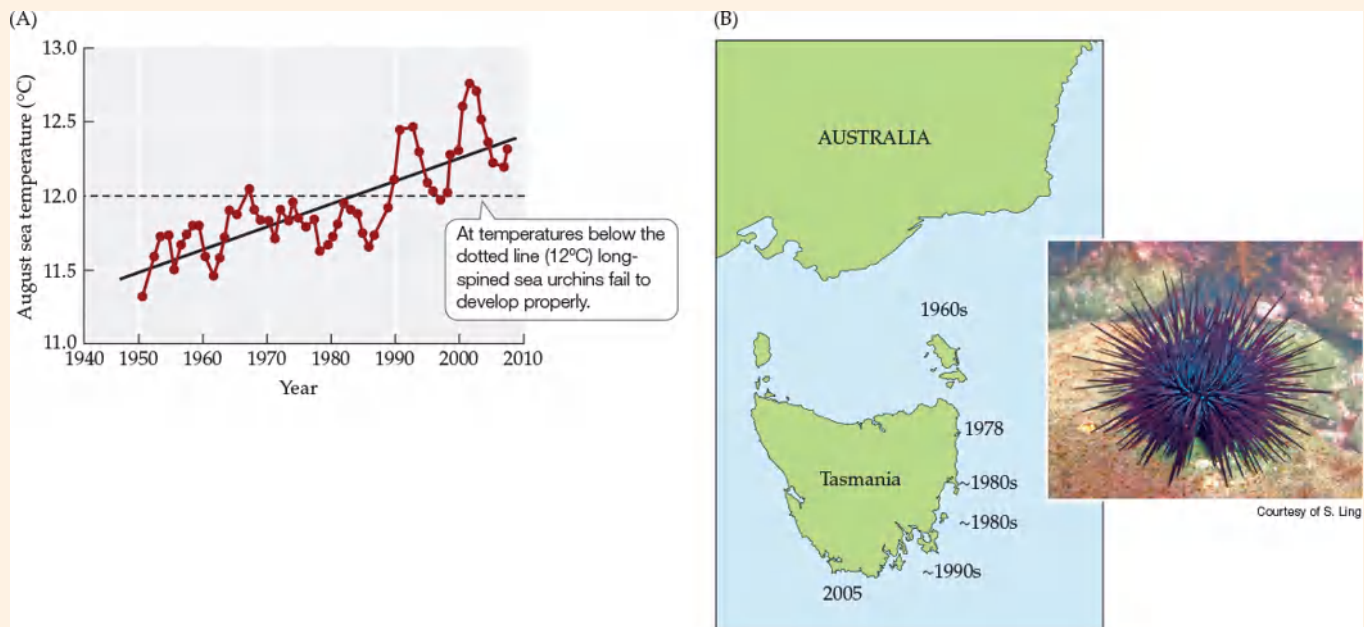 (A)
13.0
12.5
12.0
11.5
11.0
August sea temperature (°C)
1940 1950 1960 1970 1980 1990 2000 2010
Year
At temperatures below the
dotted line (12°C) long-
spined sea urchins fail to
develop properly.
(B)
AUSTRALIA
1960s
1978
Tasmania
~1980s
~1980s
~1990s
2005
Courtesy of S. Ling